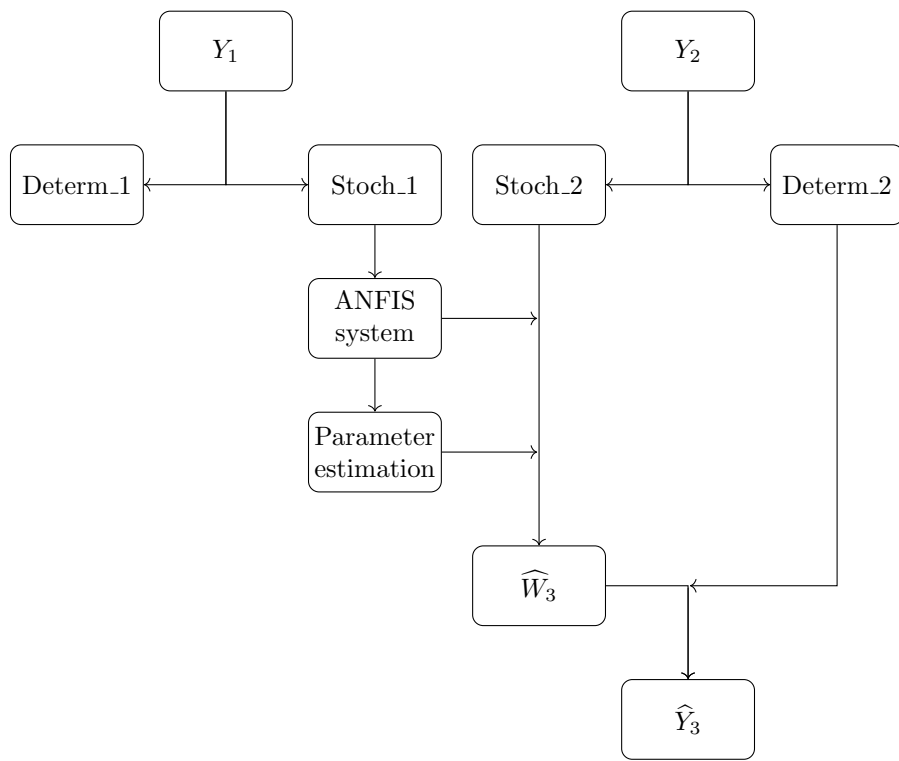 Y₁
Y₂
Determ_1
Stoch_1
Stoch_2
Determ_2
ANFIS
system
Parameter
estimation
Ŵ₃
Ŷ₃